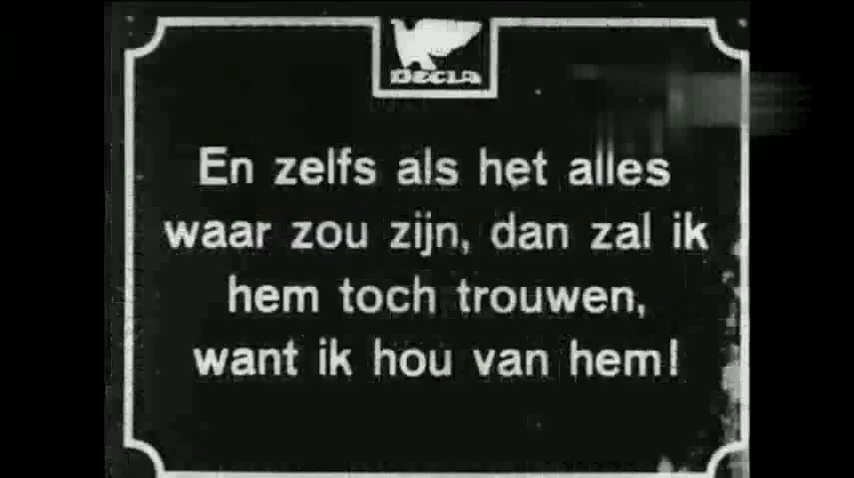 DECLA
En zelfs als het alles
waar zou zijn, dan zal ik
hem toch trouwen,
want ik hou van hem!